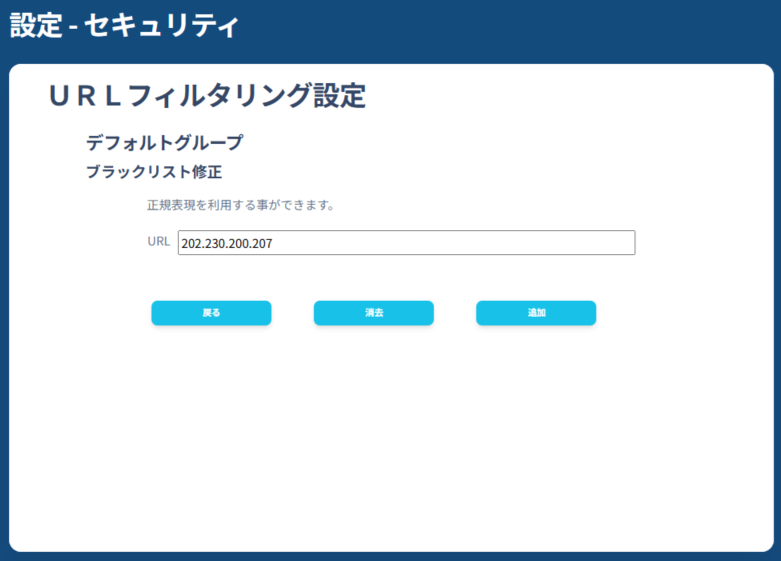 設定 - セキュリティ
ＵＲＬフィルタリング設定
デフォルトグループ
ブラックリスト修正
正規表現を利用する事ができます。
URL 202.230.200.207
戻る 消去 追加